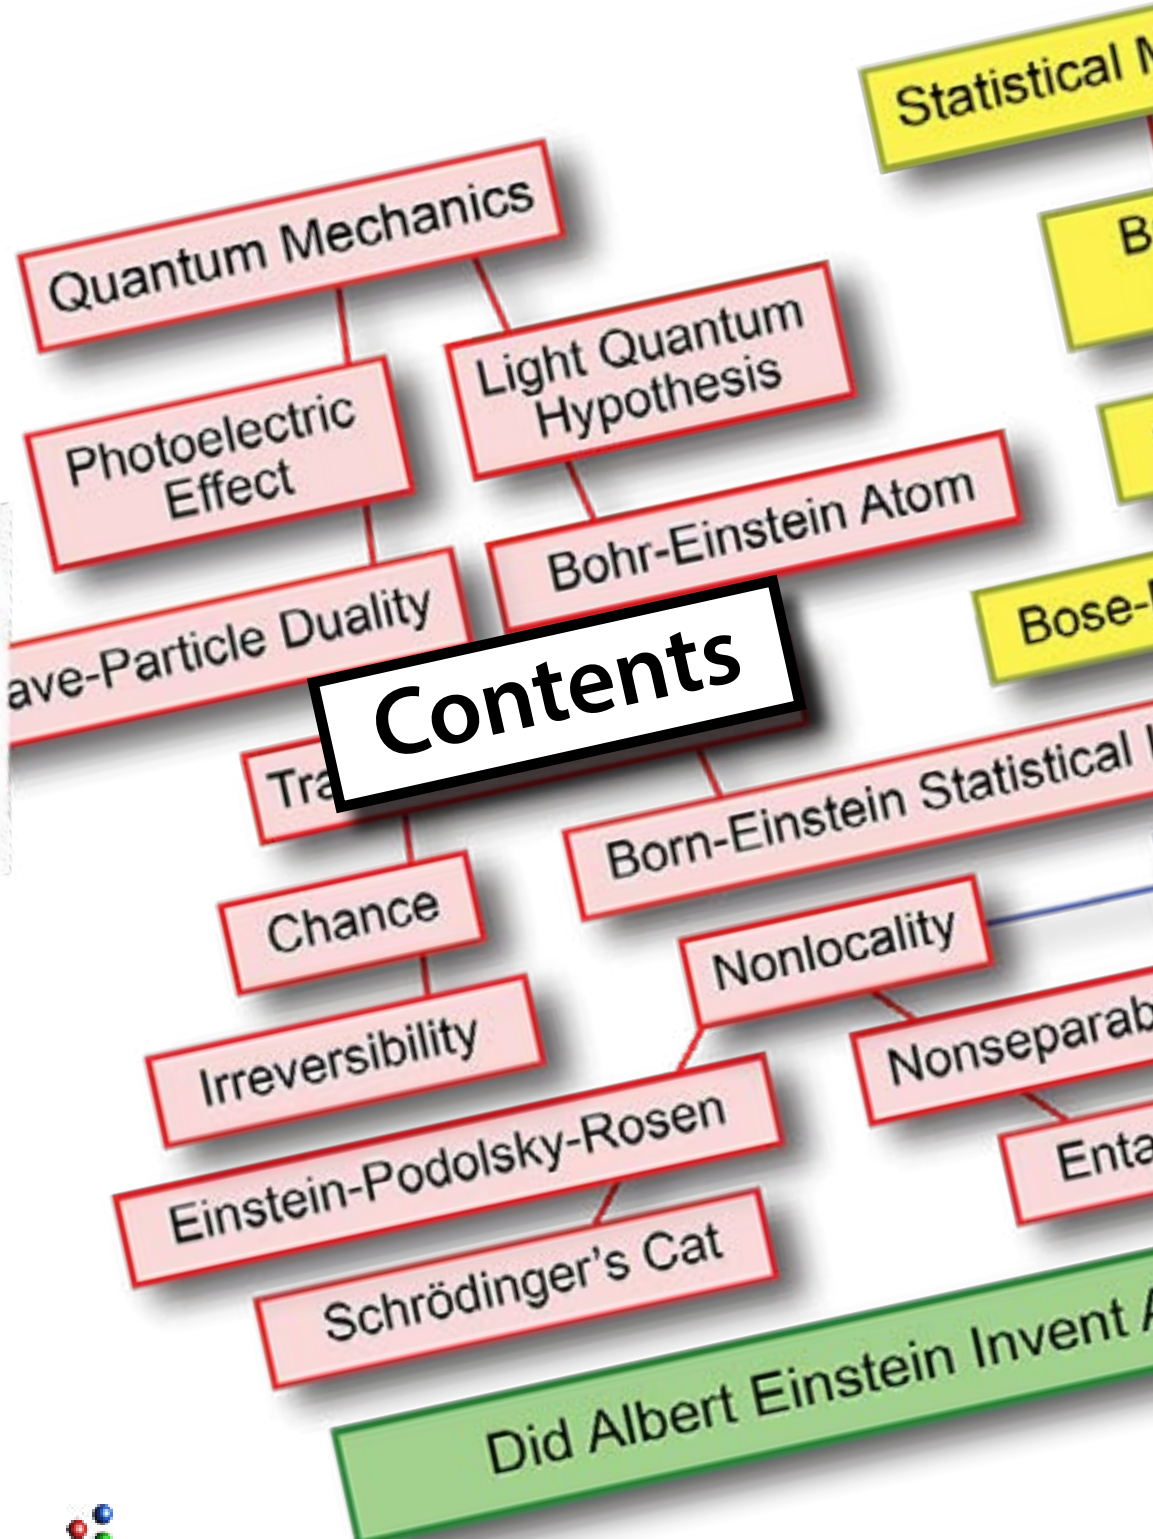 Statistical
Quantum Mechanics
Light Quantum
Hypothesis
Photoelectric
Effect
Bohr-Einstein Atom
ave-Particle Duality
Bose-
Contents
Tra
Born-Einstein Statistical
Chance
Nonlocality
Irreversibility
Nonseparab
Einstein-Podolsky-Rosen
Enta
Schrödinger’s Cat
Did Albert Einstein Invent